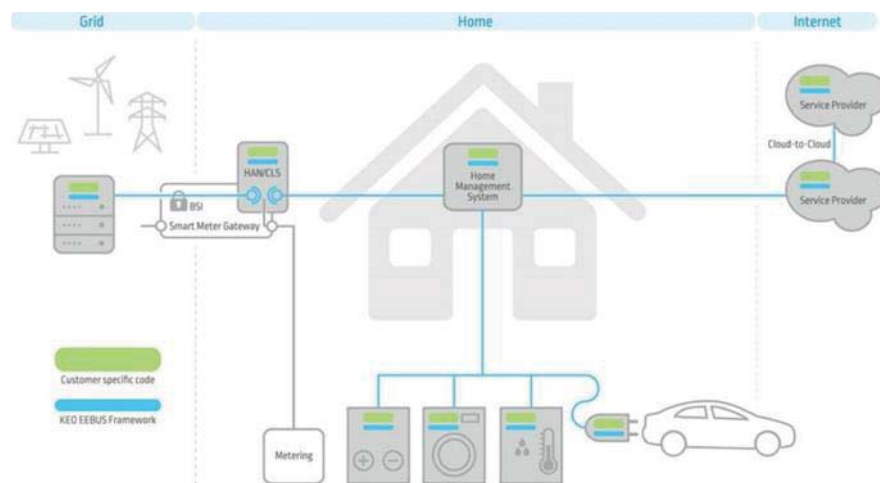 Grid
Home
Internet
Service Provider
Cloud-to-Cloud
HAN/CLS
Home
Management
System
Service Provider
BSI
Smart Meter Gateway
Customer specific code
KEO EEBUS Framework
Metering